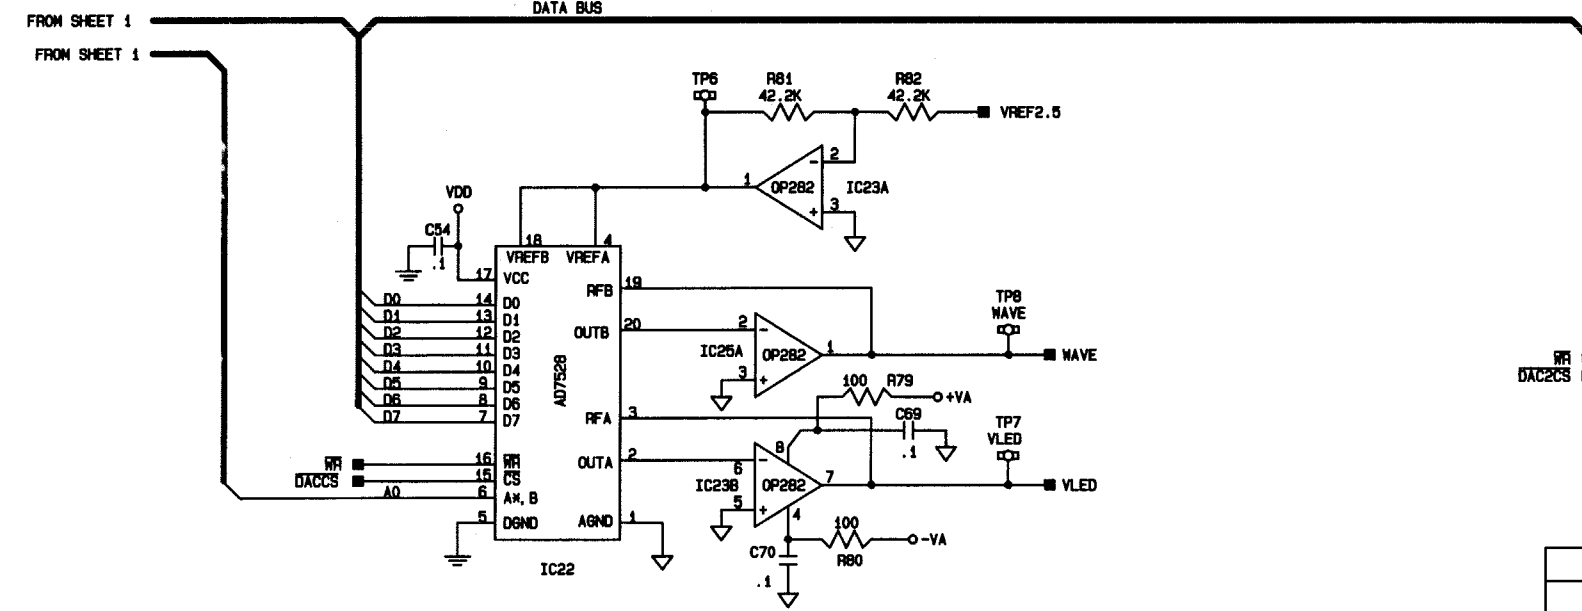 DATA BUS
FROM SHEET 1
FROM SHEET 1
TP6
R81
42.2K
R82
42.2K
VREF2.5
2
1
OP282
IC23A
3
-
+
VDD
C54
.1
18
4
VREFB
VREFA
17
VCC
RFB
19
D0
14
D0
D1
13
D1
D2
12
D2
D3
11
D3
D4
10
D4
D5
9
D5
D6
8
D6
D7
7
D7
OUTB
20
AD7528
RFA
3
OUTA
2
WR
16
WR
DACCS
15
CS
A0
6
A*,B
5
DGND
AGND
1
IC22
2
-
IC25A
OP282
1
3
+
TP8
WAVE
WAVE
100
R79
+VA
C69
.1
8
-
6
IC23B
OP282
7
5
+
4
TP7
VLED
VLED
100
R80
-VA
C70
.1
WR
DAC2CS